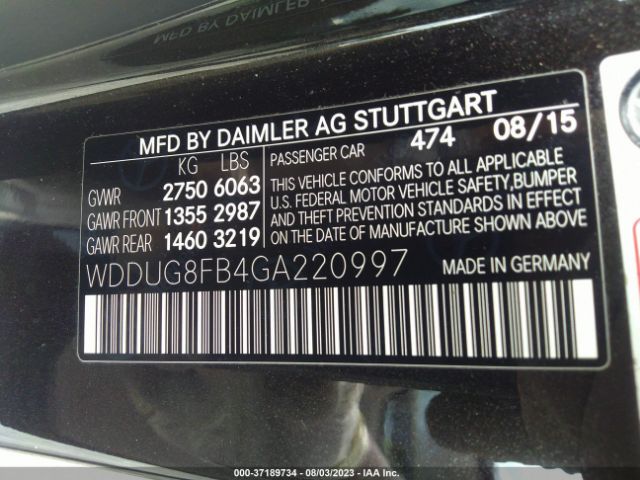 MFD BY DAIMLER
MFD BY DAIMLER AG STUTTGART
KG LBS
PASSENGER CAR 474 08/15
GVWR 2750 6063
GAWR FRONT 1355 2987
GAWR REAR 1460 3219
THIS VEHICLE CONFORMS TO ALL APPLICABLE
U.S. FEDERAL MOTOR VEHICLE SAFETY, BUMPER
AND THEFT PREVENTION STANDARDS IN EFFECT
ON THE DATE OF MANUFACTURE SHOWN ABOVE
WDDUG8FB4GA220997 MADE IN GERMANY
000-37189734 - 08/03/2023 - IAA Inc.